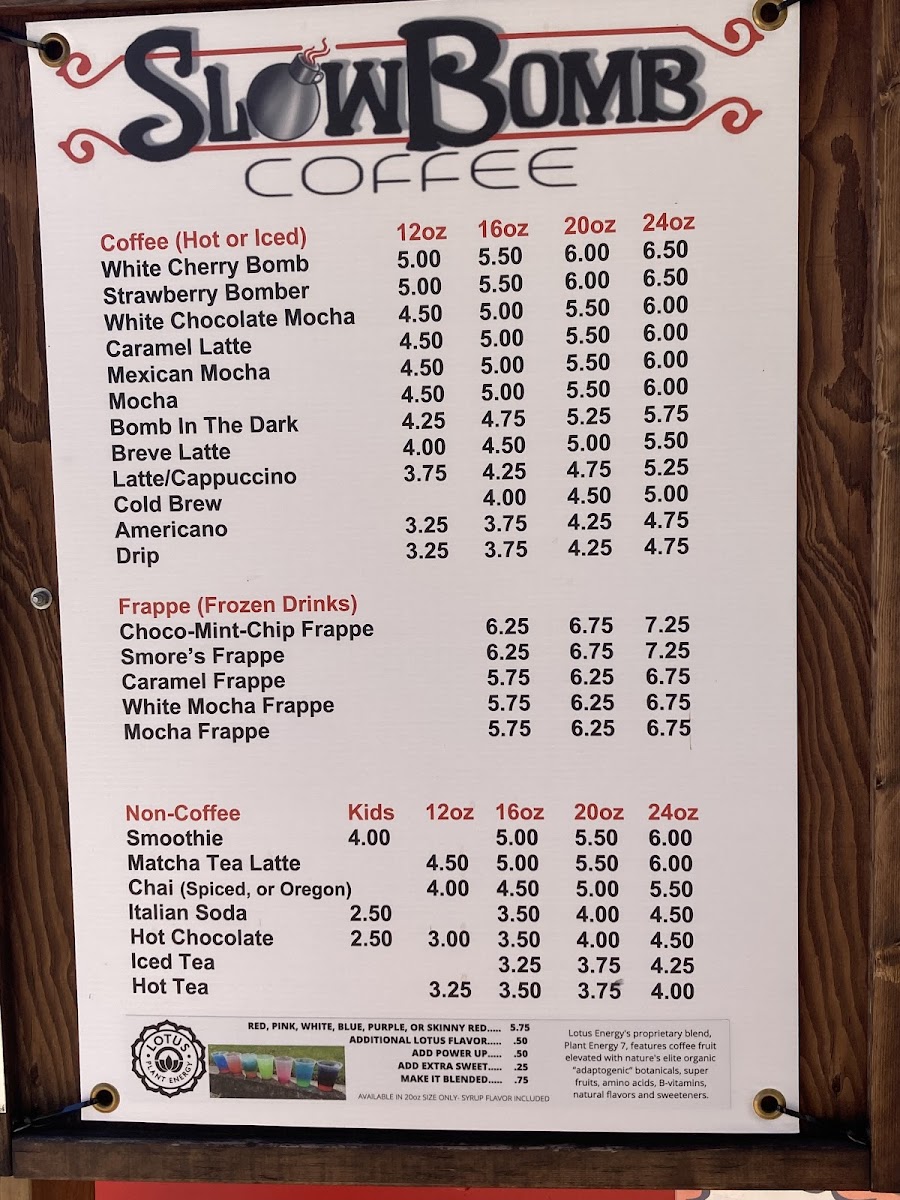 SLOWBOMB
COFFEE
Coffee (Hot or Iced) 12oz 16oz 20oz 24oz
White Cherry Bomb 5.00 5.50 6.00 6.50
Strawberry Bomber 5.00 5.50 6.00 6.50
White Chocolate Mocha 4.50 5.00 5.50 6.00
Caramel Latte 4.50 5.00 5.50 6.00
Mexican Mocha 4.50 5.00 5.50 6.00
Mocha 4.50 5.00 5.50 6.00
Bomb In The Dark 4.25 4.75 5.25 5.75
Breve Latte 4.00 4.50 5.00 5.50
Latte/Cappuccino 3.75 4.25 4.75 5.25
Cold Brew 4.00 4.50 5.00
Americano 3.25 3.75 4.25 4.75
Drip 3.25 3.75 4.25 4.75
Frappe (Frozen Drinks)
Choco-Mint-Chip Frappe 6.25 6.75 7.25
Smore's Frappe 6.25 6.75 7.25
Caramel Frappe 5.75 6.25 6.75
White Mocha Frappe 5.75 6.25 6.75
Mocha Frappe 5.75 6.25 6.75
Non-Coffee Kids 12oz 16oz 20oz 24oz
Smoothie 4.00 5.00 5.50 6.00
Matcha Tea Latte 4.50 5.00 5.50 6.00
Chai (Spiced, or Oregon) 4.00 4.50 5.00 5.50
Italian Soda 2.50 3.50 4.00 4.50
Hot Chocolate 2.50 3.00 3.50 4.00 4.50
Iced Tea 3.25 3.75 4.25
Hot Tea 3.25 3.50 3.75 4.00
LOTUS
PLANT ENERGY
RED, PINK, WHITE, BLUE, PURPLE, OR SKINNY RED..... 5.75
ADDITIONAL LOTUS FLAVOR..... .50
ADD POWER UP..... .50
ADD EXTRA SWEET..... .25
MAKE IT BLENDED..... .75
AVAILABLE IN 20oz SIZE ONLY- SYRUP FLAVOR INCLUDED
Lotus Energy's proprietary blend,
Plant Energy 7, features coffee fruit
elevated with nature's elite organic
"adaptogenic" botanicals, super
fruits, amino acids, B-vitamins,
natural flavors and sweeteners.